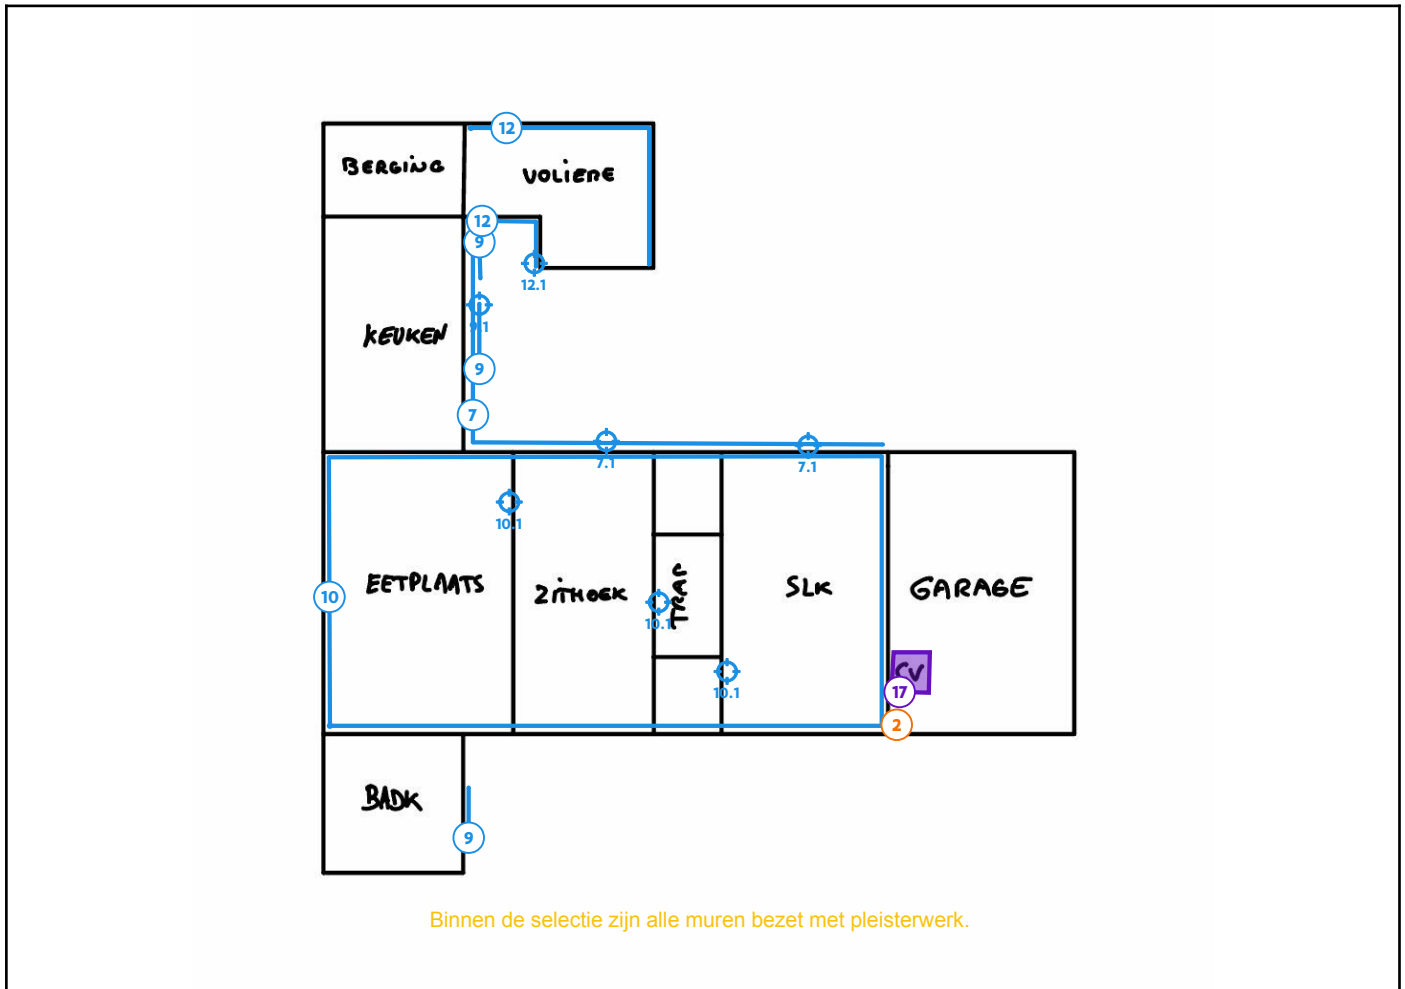 12
BERGING
VOLIERE
12
9
12.1
9.1
KEUKEN
9
7
7.1
7.1
10.1
EETPLAATS
ZITHOEK
TRAP
SLK
GARAGE
10
10.1
CV
10.1
17
2
BADK
9
Binnen de selectie zijn alle muren bezet met pleisterwerk.